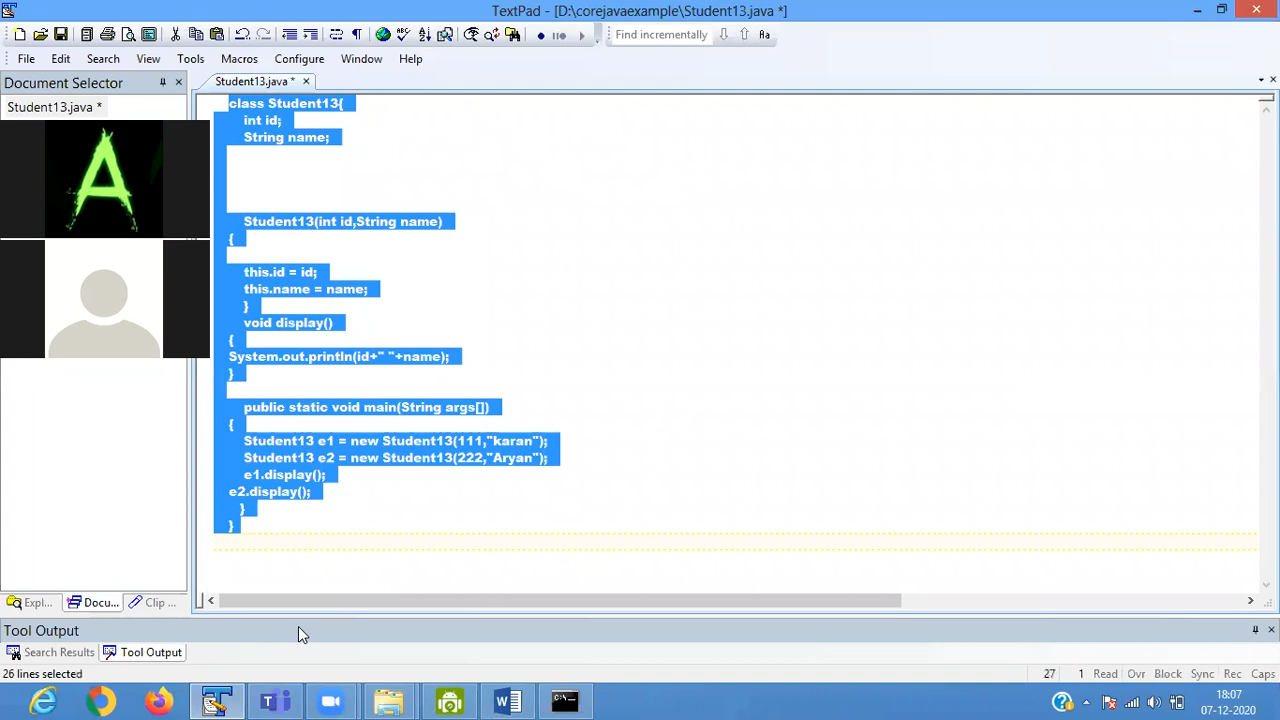 TextPad - [D:\corejavaexample\Student13.java *]
Find incrementally
Aa
File Edit Search View Tools Macros Configure Window Help
Document Selector
Student13.java *
Student13.java *
A
class Student13{
int id;
String name;
Student13(int id,String name)
{
this.id = id;
this.name = name;
}
void display()
{
System.out.println(id+" "+name);
}
public static void main(String args[])
{
Student13 e1 = new Student13(111,"karan");
Student13 e2 = new Student13(222,"Aryan");
e1.display();
e2.display();
}
}
Expl... Docu... Clip ...
Tool Output
Search Results Tool Output
26 lines selected
27 1 Read Ovr Block Sync Rec Caps
18:07
07-12-2020